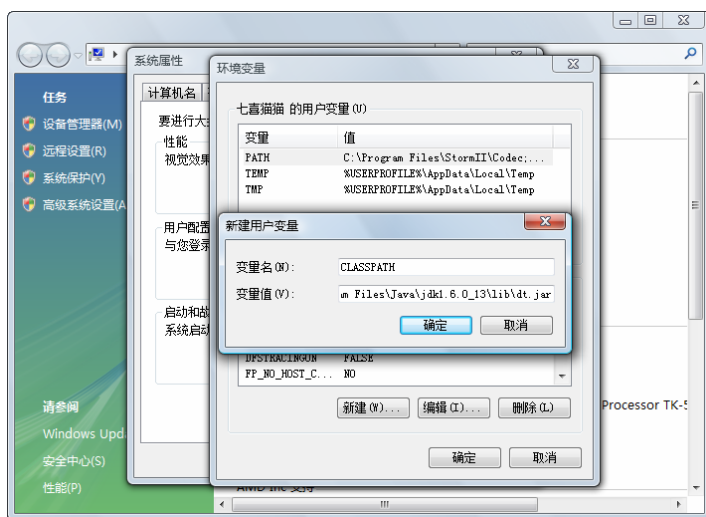 系统属性
环境变量
任务
设备管理器(M)
远程设置(R)
系统保护(Y)
高级系统设置(A
计算机名
要进行大
性能
视觉效果
用户配置
与您登录
启动和故
系统启动
七喜猫猫 的用户变量(U)
变量 值
PATH C:\Program Files\StormII\Codec;...
TEMP %USERPROFILE%\AppData\Local\Temp
TMP %USERPROFILE%\AppData\Local\Temp
新建用户变量
变量名(N): CLASSPATH
变量值(V): m Files\Java\jdk1.6.0_13\lib\dt.jar
确定 取消
DFSTRACINGON FALSE
FP_NO_HOST_C... NO
新建(W)... 编辑(I)... 删除(L)
确定 取消
请参阅
Windows Upd
安全中心(S)
性能(P)
Processor TK-5
AMD Inc 支持